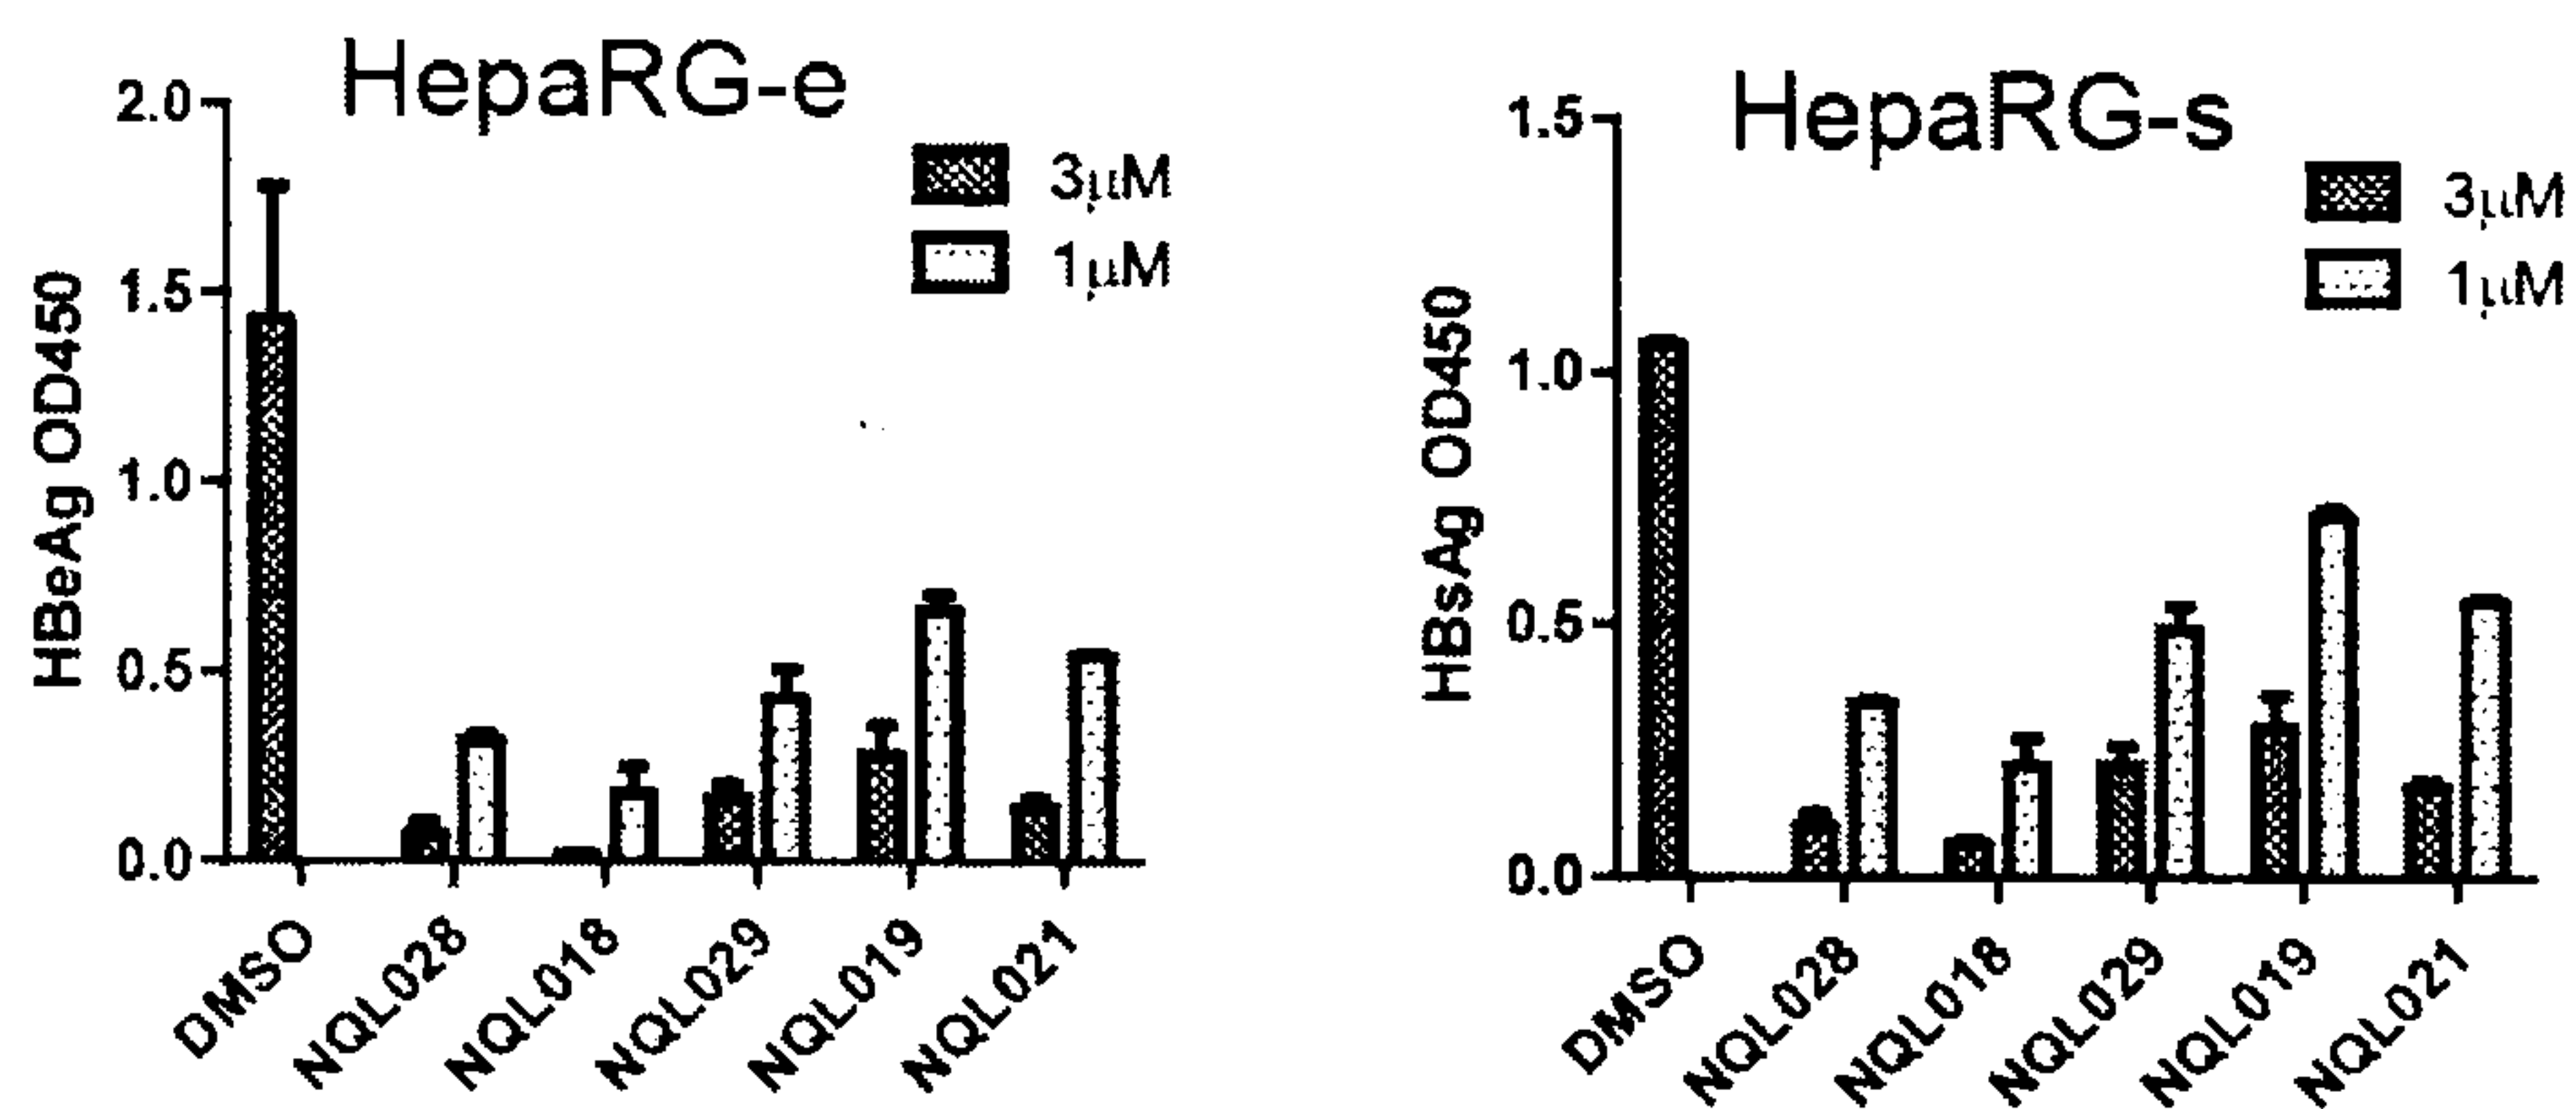 HepaRG-e
3μM
1μM
HBeAg OD450
2.0
1.5
1.0
0.5
0.0
DMSO
NQL028
NQL018
NQL029
NQL019
NQL021
HepaRG-s
3μM
1μM
HBsAg OD450
1.5
1.0
0.5
0.0
DMSO
NQL028
NQL018
NQL029
NQL019
NQL021